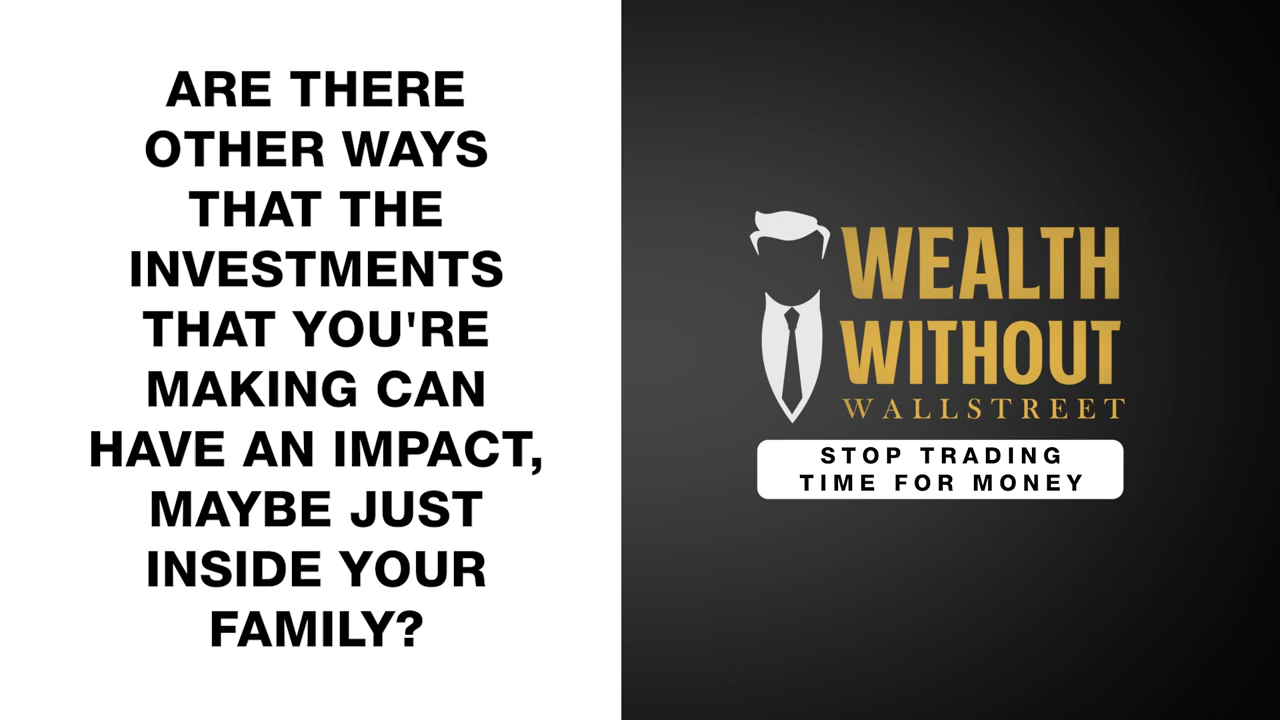 ARE THERE
OTHER WAYS
THAT THE
INVESTMENTS
THAT YOU'RE
MAKING CAN
HAVE AN IMPACT,
MAYBE JUST
INSIDE YOUR
FAMILY?
WEALTH
WITHOUT
WALLSTREET
STOP TRADING
TIME FOR MONEY